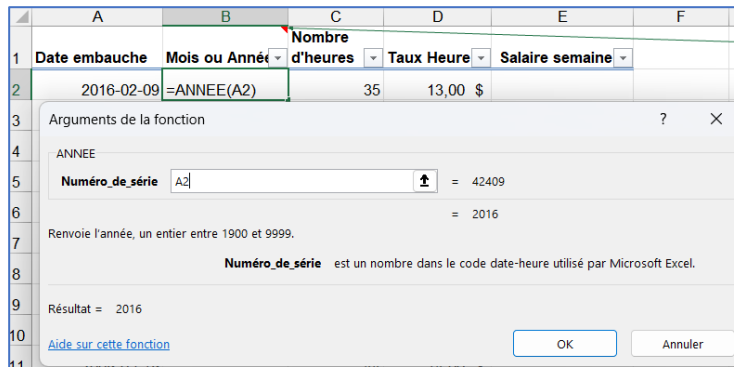 A B C D E F
1 Date embauche Mois ou Année Nombre d'heures Taux Heure Salaire semaine
2 2016-02-09 =ANNEE(A2) 35 13,00 $
3 Arguments de la fonction ? ×
4 ANNEE
5 Numéro_de_série A2 = 42409
6 = 2016
7 Renvoie l'année, un entier entre 1900 et 9999.
8 Numéro_de_série est un nombre dans le code date-heure utilisé par Microsoft Excel.
9 Résultat = 2016
10 Aide sur cette fonction OK Annuler
11